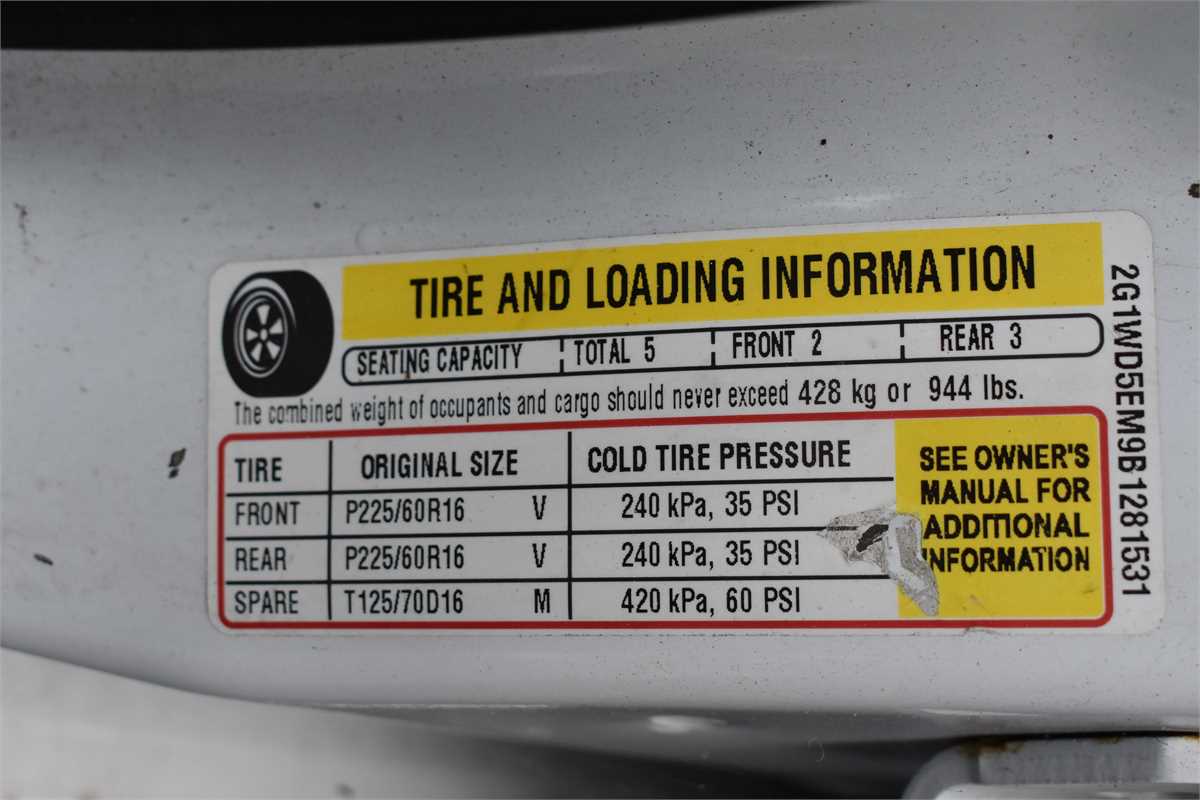 TIRE AND LOADING INFORMATION
SEATING CAPACITY TOTAL 5 FRONT 2 REAR 3
The combined weight of occupants and cargo should never exceed 428 kg or 944 lbs.
TIRE ORIGINAL SIZE COLD TIRE PRESSURE
FRONT P225/60R16 V 240 kPa, 35 PSI
REAR P225/60R16 V 240 kPa, 35 PSI
SPARE T125/70D16 M 420 kPa, 60 PSI
SEE OWNER'S
MANUAL FOR
ADDITIONAL
INFORMATION
2G1WD5EM9B1281531